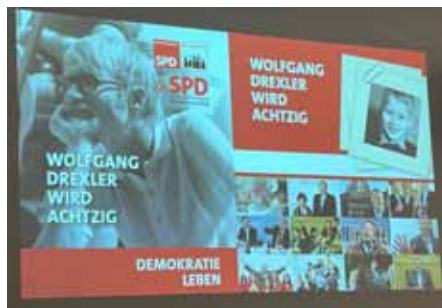 SPD
SPD
WOLFGANG
DREXLER
WIRD
ACHTZIG
DEMOKRATIE
LEBEN
WOLFGANG
DREXLER
WIRD
ACHTZIG